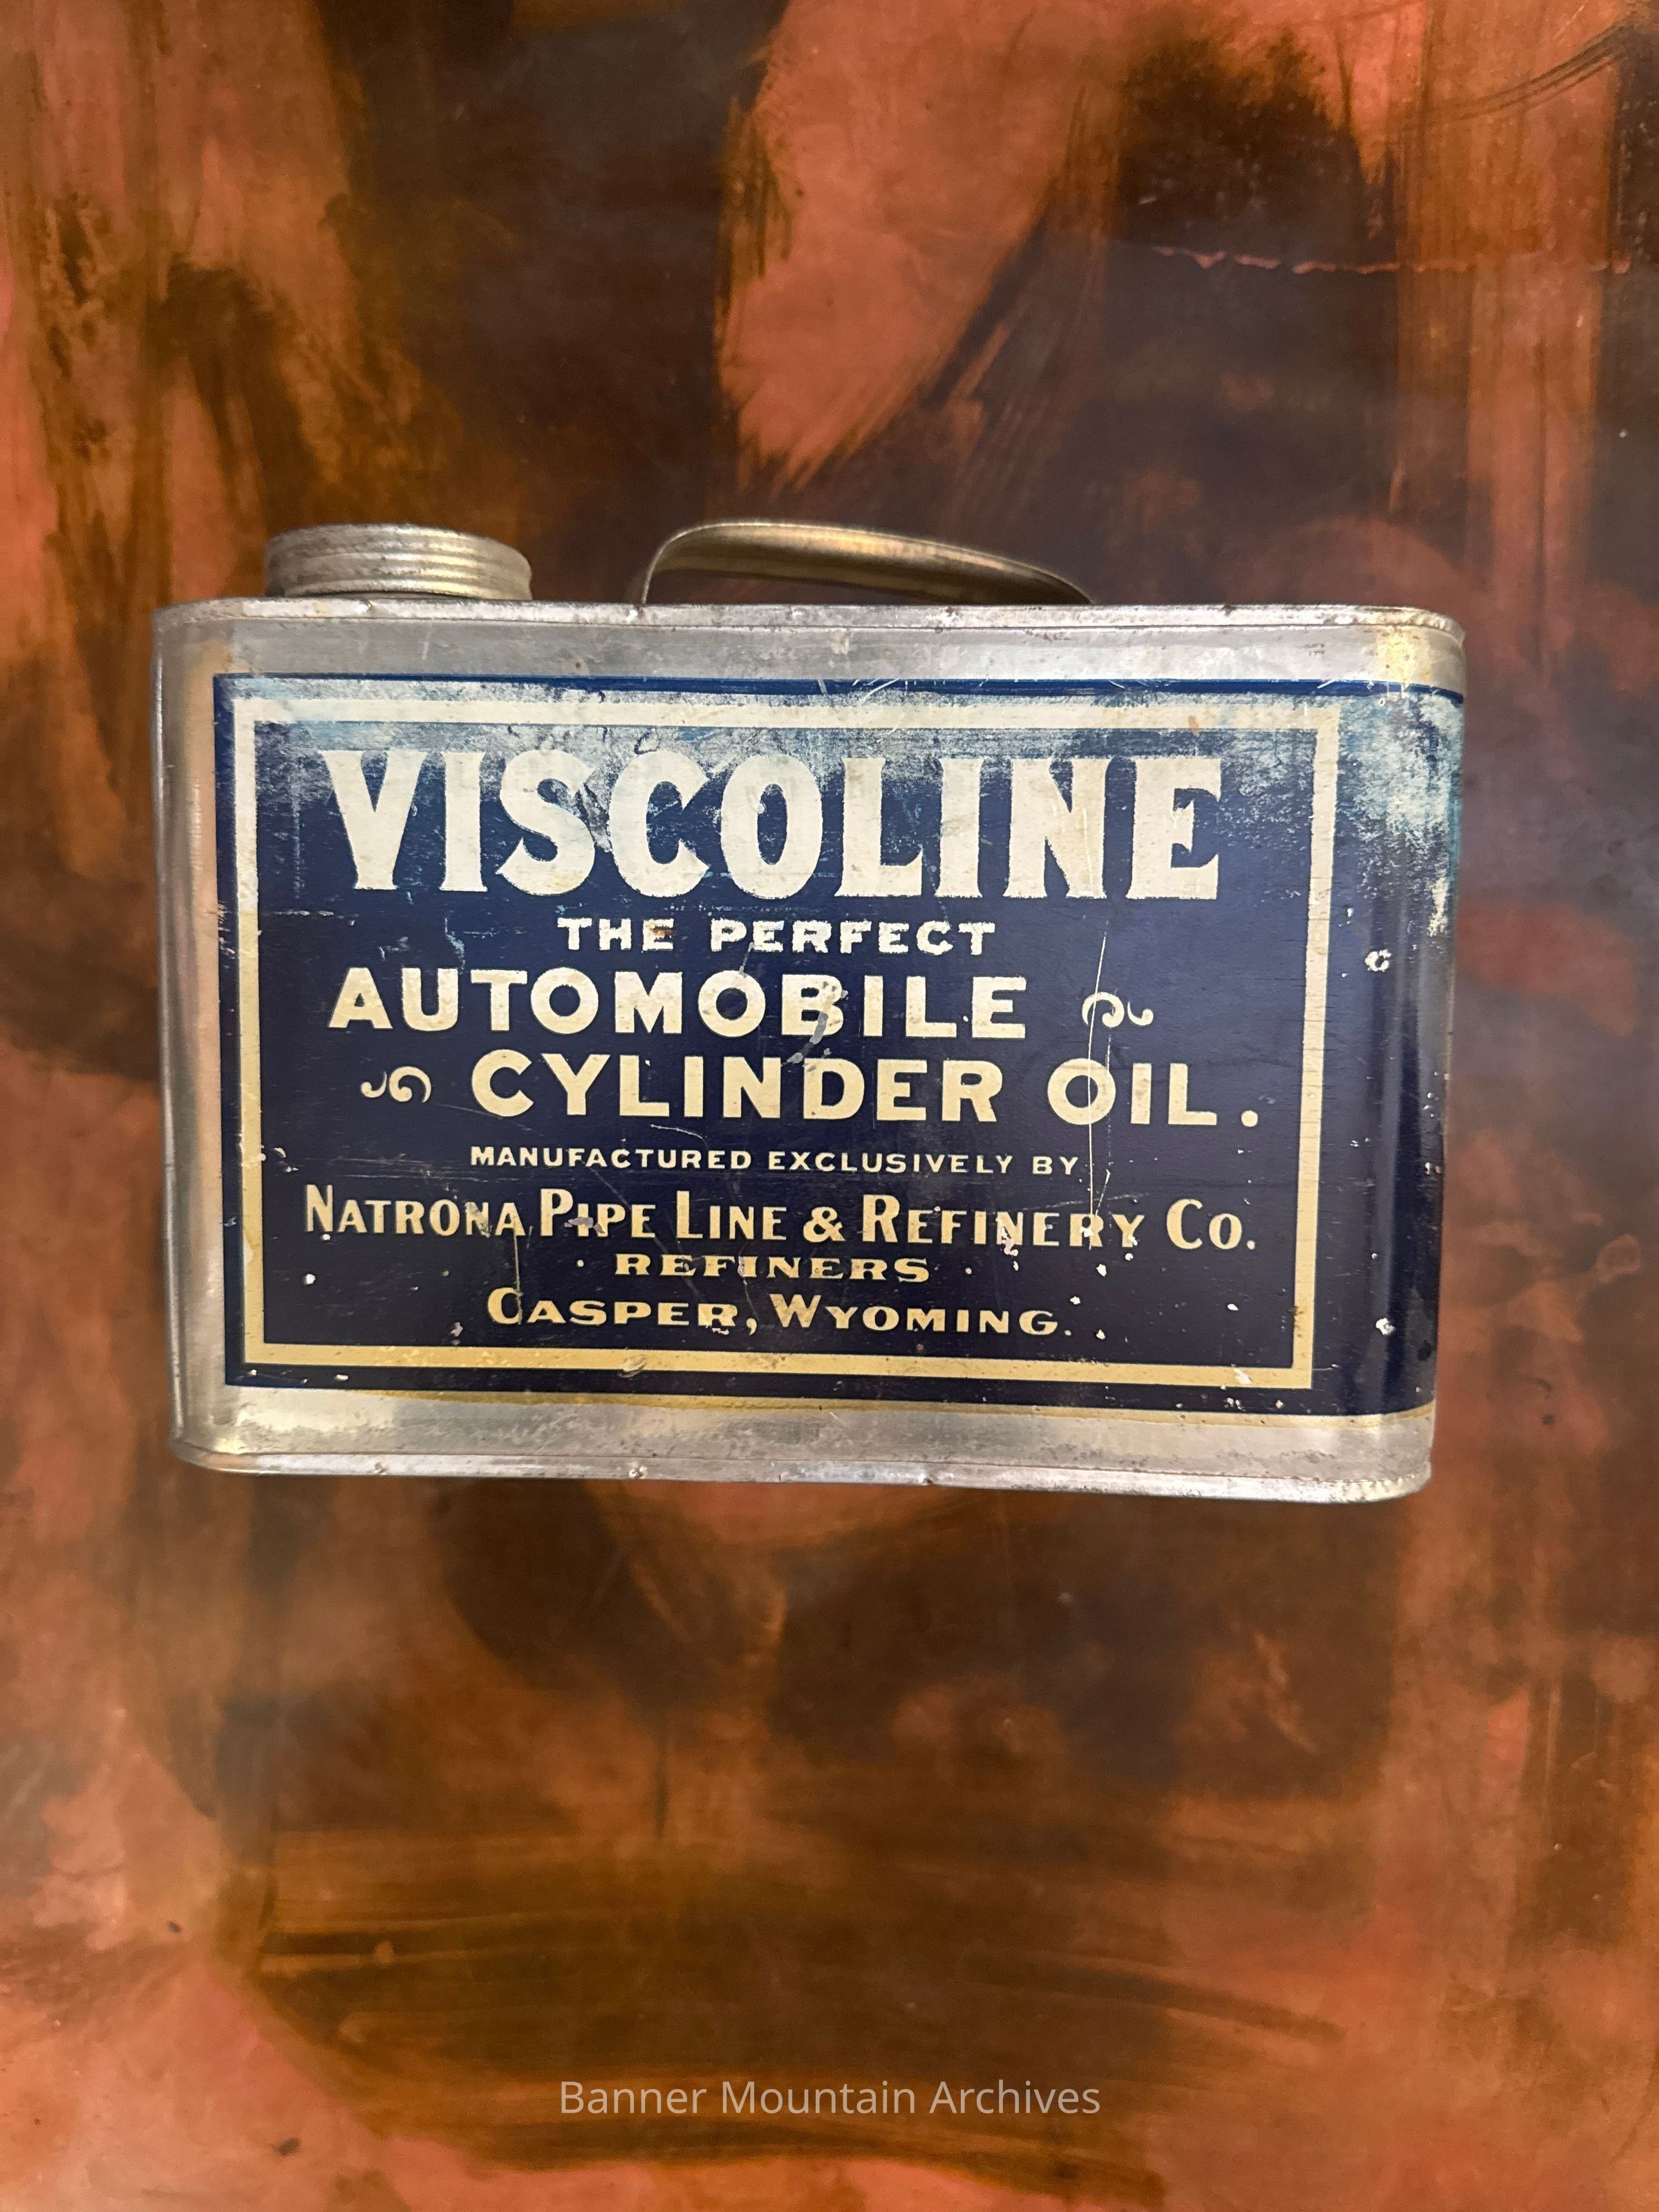 VISCOLINE
THE PERFECT
AUTOMOBILE
CYLINDER OIL.
MANUFACTURED EXCLUSIVELY BY
NATRONA PIPE LINE & REFINERY CO.
· REFINERS ·
CASPER, WYOMING.
Banner Mountain Archives